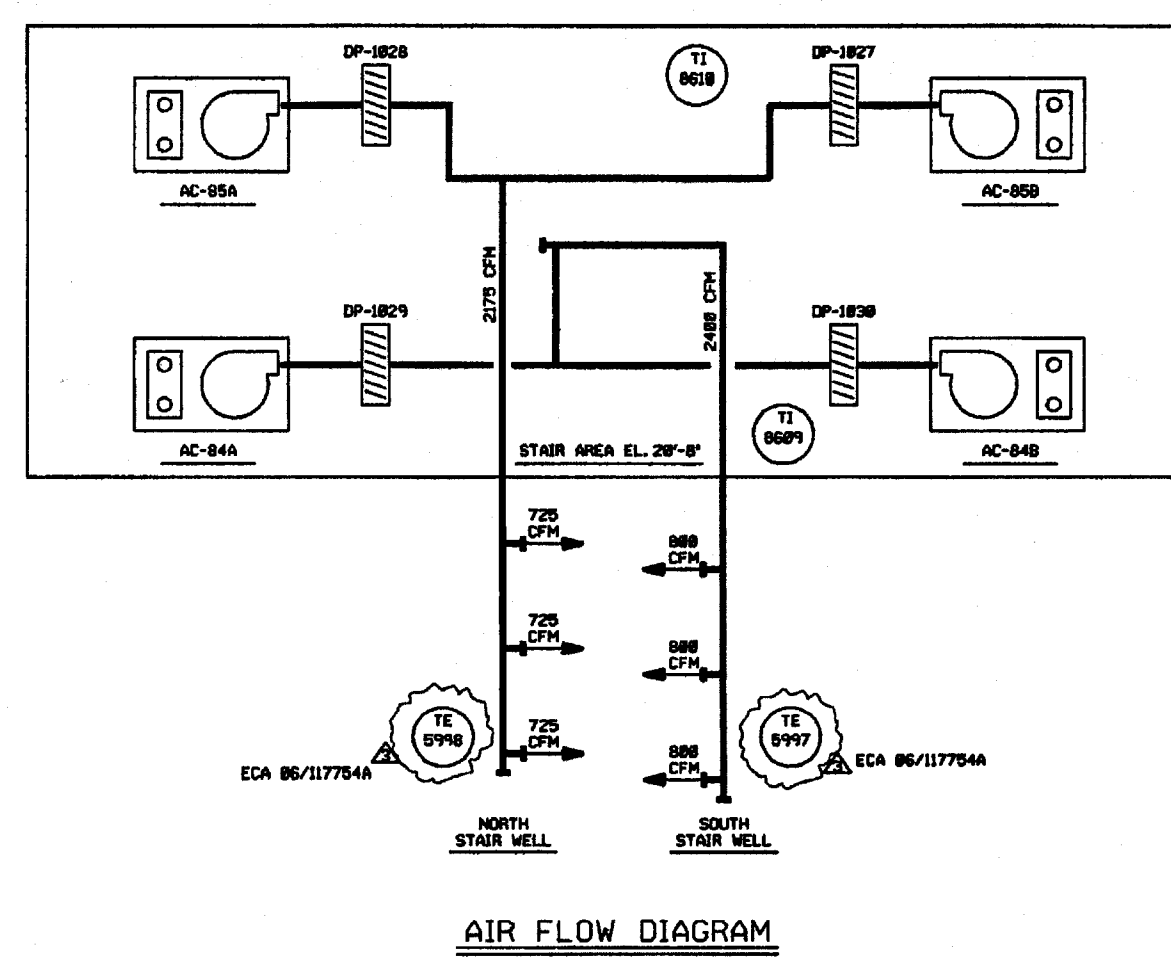 DP-1028
TI
8610
DP-1027
AC-85A
AC-85B
2175 CFM
2400 CFM
DP-1029
DP-1030
TI
8609
AC-84A
STAIR AREA EL. 20'-8"
AC-84B
725
CFM
800
CFM
725
CFM
800
CFM
TE
5998
725
CFM
800
CFM
TE
5997
3
ECA 06/117754A
3
ECA 06/117754A
NORTH
STAIR WELL
SOUTH
STAIR WELL
AIR FLOW DIAGRAM